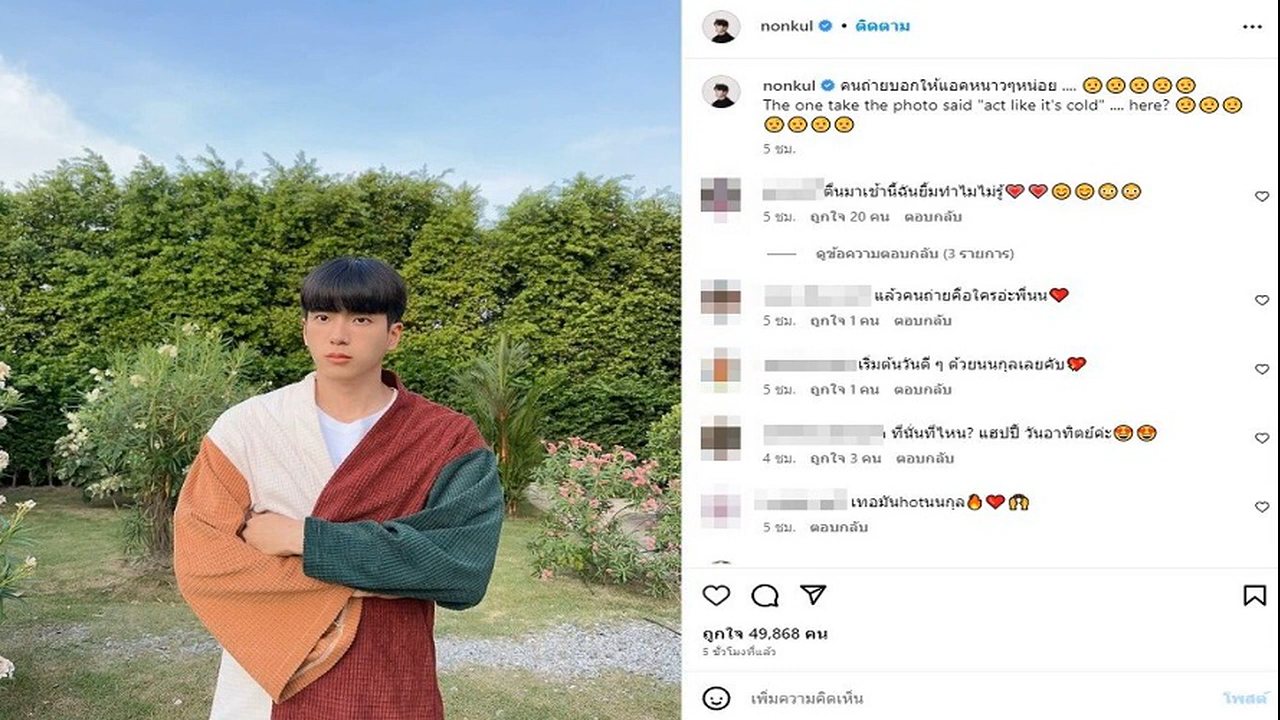 nonkul • ติดตาม
nonkul คนถ่ายบอกให้แอคหนาวๆหน่อย ....
The one take the photo said "act like it's cold" .... here?
5 ชม.
ตื่นมาเช้านี้ฉันยิ้มทำไมไม่รู้
5 ชม. ถูกใจ 20 คน ตอบกลับ
ดูข้อความตอบกลับ (3 รายการ)
แล้วคนถ่ายคือใครอ่ะพี่นน
5 ชม. ถูกใจ 1 คน ตอบกลับ
เริ่มต้นวันดี ๆ ด้วยนนกุลเลยคับ
5 ชม. ถูกใจ 1 คน ตอบกลับ
ที่นั่นที่ไหน? แฮปปี้ วันอาทิตย์ค่ะ
4 ชม. ถูกใจ 3 คน ตอบกลับ
เทอมันhotนนกุล
5 ชม. ตอบกลับ
ถูกใจ 49,868 คน
5 ชั่วโมงที่แล้ว
เพิ่มความคิดเห็น โพสต์